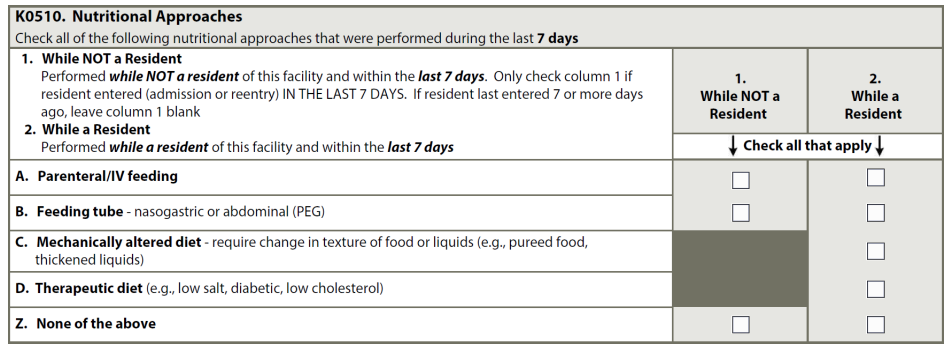 K0510. Nutritional Approaches
Check all of the following nutritional approaches that were performed during the last 7 days
1. While NOT a Resident
Performed while NOT a resident of this facility and within the last 7 days. Only check column 1 if
resident entered (admission or reentry) IN THE LAST 7 DAYS. If resident last entered 7 or more days
ago, leave column 1 blank
2. While a Resident
Performed while a resident of this facility and within the last 7 days
1.
While NOT a
Resident
2.
While a
Resident
↓ Check all that apply ↓
A. Parenteral/IV feeding
B. Feeding tube - nasogastric or abdominal (PEG)
C. Mechanically altered diet - require change in texture of food or liquids (e.g., pureed food,
thickened liquids)
D. Therapeutic diet (e.g., low salt, diabetic, low cholesterol)
Z. None of the above